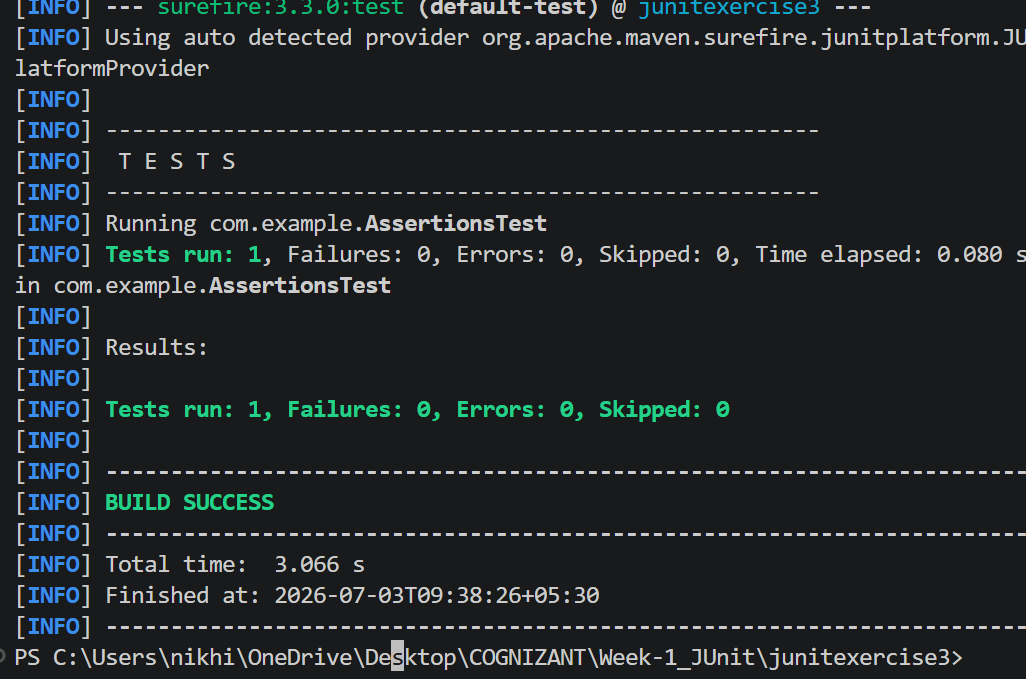 [INFO] --- surefire:3.3.0:test (default-test) @ junitexercise3 ---
[INFO] Using auto detected provider org.apache.maven.surefire.junitplatform.JU
latformProvider
[INFO]
[INFO] -------------------------------------------------------
[INFO]  T E S T S
[INFO] -------------------------------------------------------
[INFO] Running com.example.AssertionsTest
[INFO] Tests run: 1, Failures: 0, Errors: 0, Skipped: 0, Time elapsed: 0.080 s
in com.example.AssertionsTest
[INFO]
[INFO] Results:
[INFO]
[INFO] Tests run: 1, Failures: 0, Errors: 0, Skipped: 0
[INFO]
[INFO] -----------------------------------------------------------------------
[INFO] BUILD SUCCESS
[INFO] -----------------------------------------------------------------------
[INFO] Total time:  3.066 s
[INFO] Finished at: 2026-07-03T09:38:26+05:30
[INFO] -----------------------------------------------------------------------
PS C:\Users\nikhi\OneDrive\Desktop\COGNIZANT\Week-1_JUnit\junitexercise3>